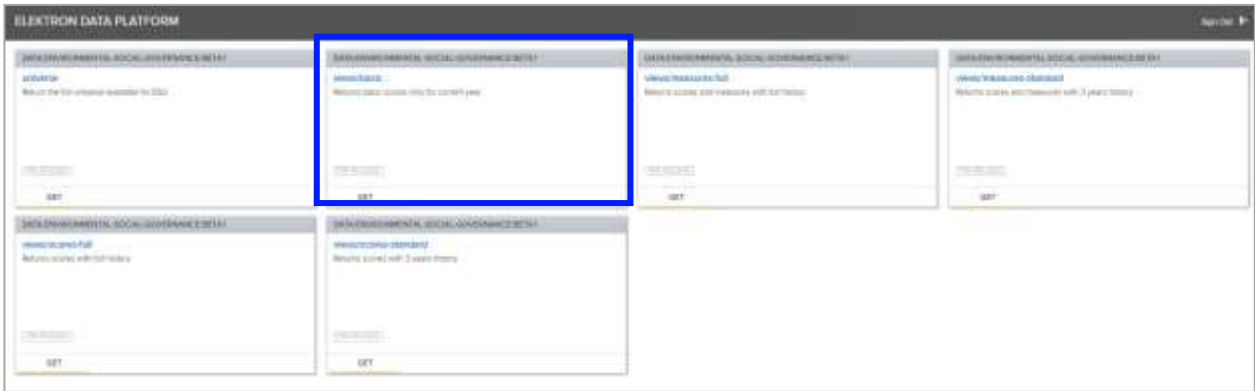 ELEKTRON DATA PLATFORM
Sign Out
DATA/ENVIRONMENTAL-SOCIAL-GOVERNANCE/BETA1
universe
Return the full universe available for ESG
GET
DATA/ENVIRONMENTAL-SOCIAL-GOVERNANCE/BETA1
views/basic
Returns basic scores only for current year
GET
DATA/ENVIRONMENTAL-SOCIAL-GOVERNANCE/BETA1
views/measures-full
Returns scores and measures with full history
GET
DATA/ENVIRONMENTAL-SOCIAL-GOVERNANCE/BETA1
views/measures-standard
Returns scores and measures with 3 years history
GET
DATA/ENVIRONMENTAL-SOCIAL-GOVERNANCE/BETA1
views/scores-full
Returns scores with full history
GET
DATA/ENVIRONMENTAL-SOCIAL-GOVERNANCE/BETA1
views/scores-standard
Returns scores with 3 years history
GET